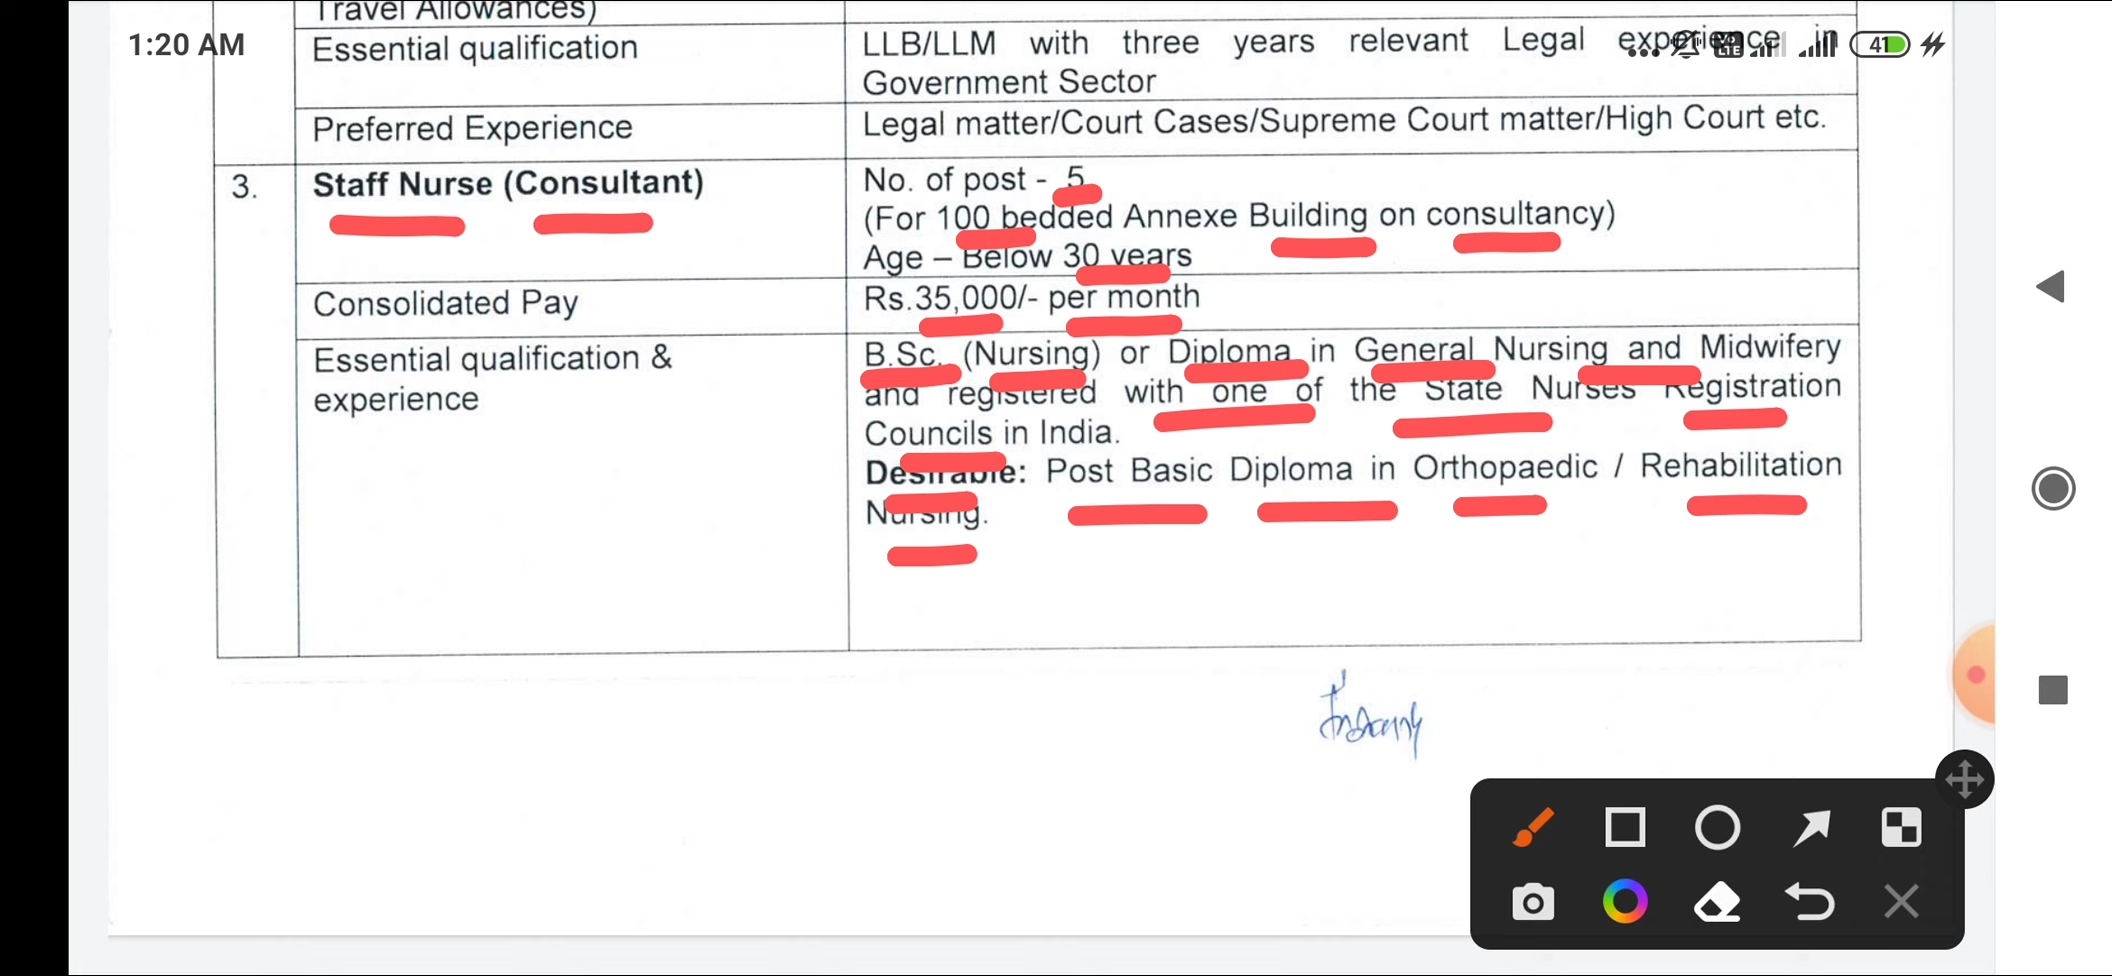 Travel Allowances)
1:20 AM
41
Essential qualification
LLB/LLM with three years relevant Legal experience in
Government Sector
Preferred Experience
Legal matter/Court Cases/Supreme Court matter/High Court etc.
3.
Staff Nurse (Consultant)
No. of post - 5
(For 100 bedded Annexe Building on consultancy)
Age – Below 30 years
Consolidated Pay
Rs.35,000/- per month
Essential qualification &
experience
B.Sc. (Nursing) or Diploma in General Nursing and Midwifery
and registered with one of the State Nurses Registration
Councils in India.
Desirable: Post Basic Diploma in Orthopaedic / Rehabilitation
Nursing.